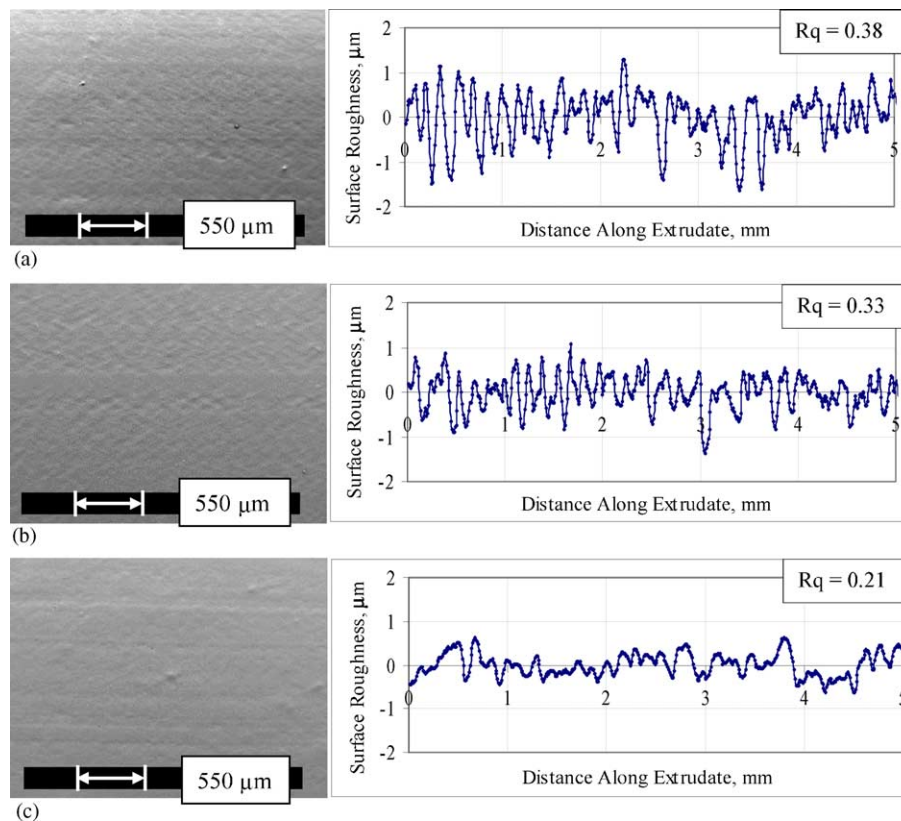 Rq = 0.38
Surface Roughness, µm
2
1
0
-1
-2
0
1
2
3
4
5
Distance Along Extrudate, mm
550 µm
(a)
Rq = 0.33
Surface Roughness, µm
2
1
0
-1
-2
0
1
2
3
4
5
Distance Along Extrudate, mm
550 µm
(b)
Rq = 0.21
Surface Roughness, µm
2
1
0
-1
-2
0
1
2
3
4
5
Distance Along Extrudate, mm
550 µm
(c)